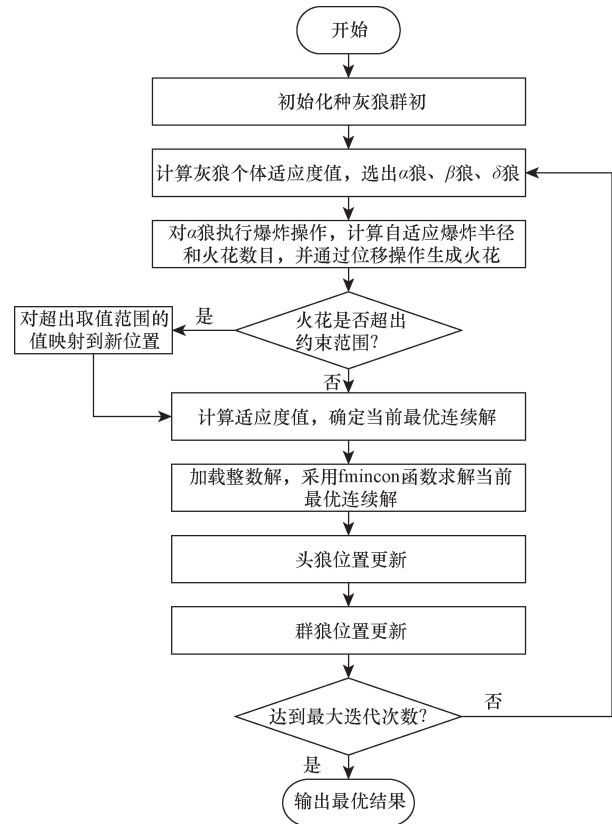 开始
初始化种灰狼群初
计算灰狼个体适应度值，选出α狼、β狼、δ狼
对α狼执行爆炸操作，计算自适应爆炸半径
和火花数目，并通过位移操作生成火花
火花是否超出
约束范围？
是
对超出取值范围的
值映射到新位置
否
计算适应度值，确定当前最优连续解
加载整数解，采用fmincon函数求解当前
最优连续解
头狼位置更新
群狼位置更新
达到最大迭代次数？
否
是
输出最优结果